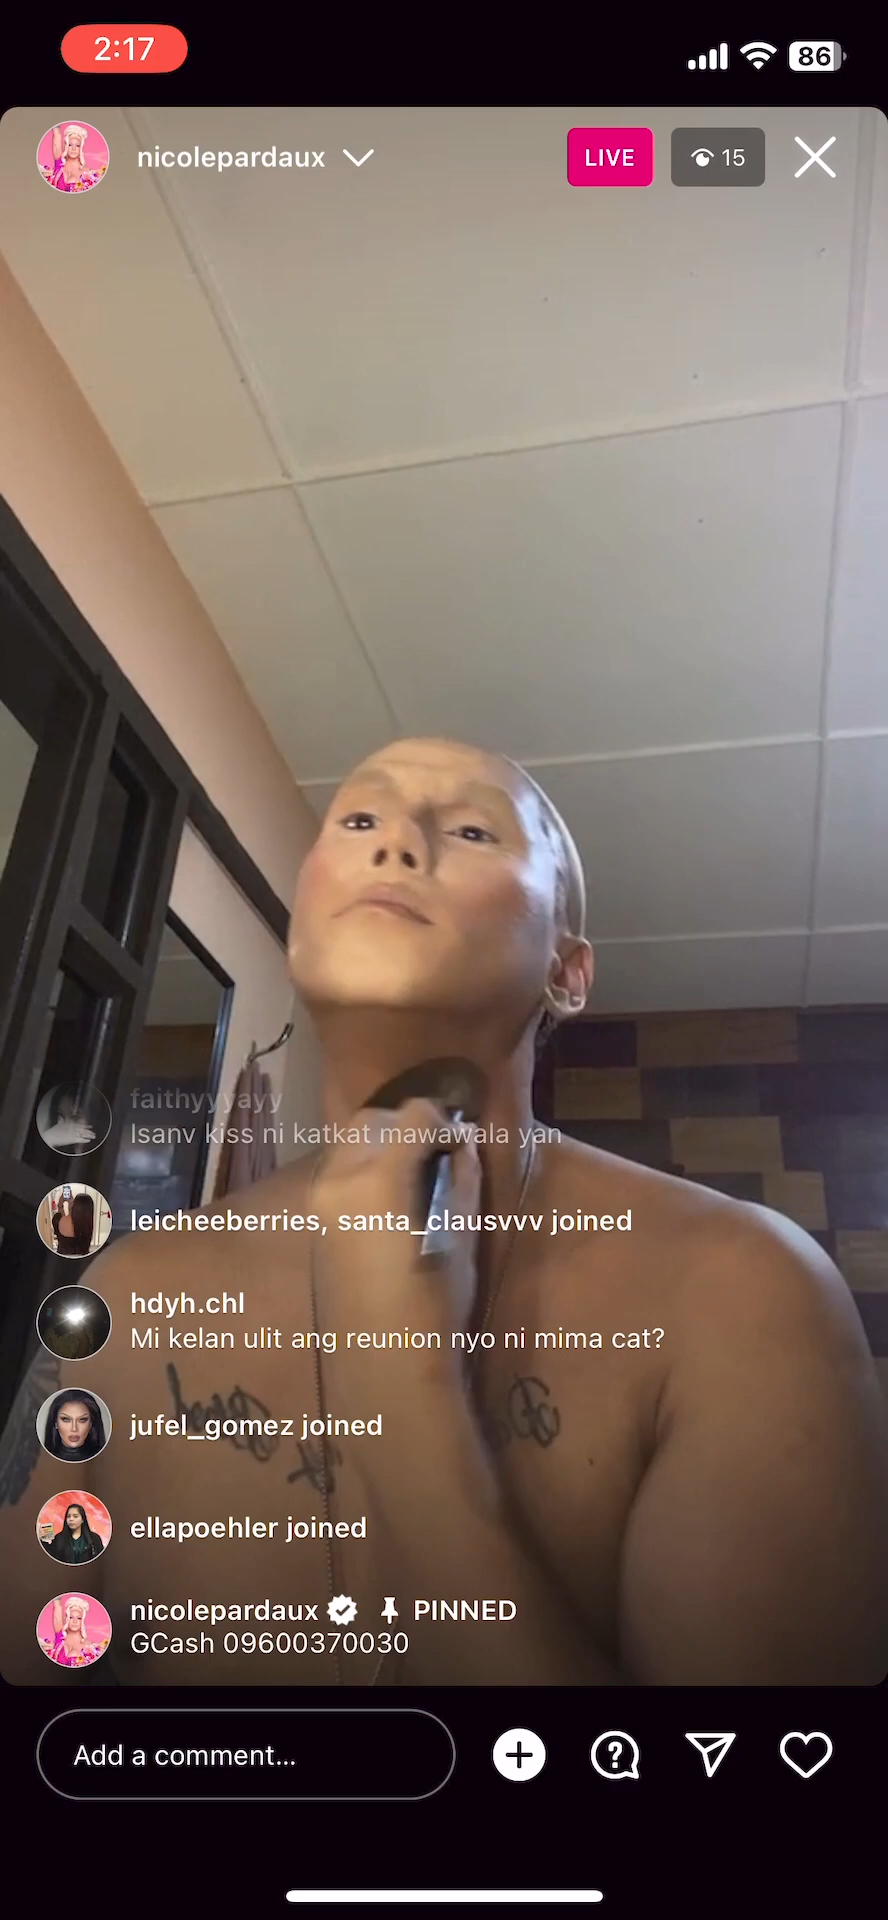 2:17
86
nicolepardaux
LIVE
15
faithyyyayy
Isanv kiss ni katkat mawawala yan
leicheeberries, santa_clausvvv joined
hdyh.chl
Mi kelan ulit ang reunion nyo ni mima cat?
jufel_gomez joined
ellapoehler joined
nicolepardaux PINNED
GCash 09600370030
Add a comment...